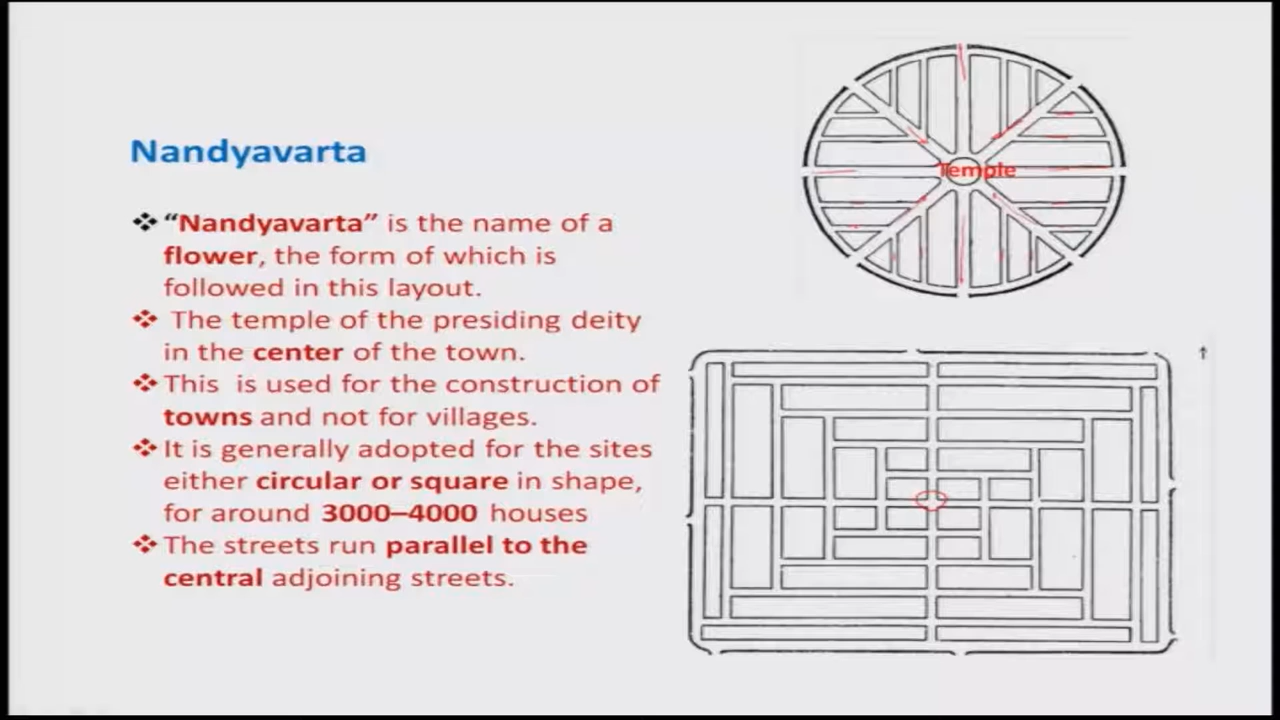 Nandyavarta
❖ “Nandyavarta” is the name of a
flower, the form of which is
followed in this layout.
❖ The temple of the presiding deity
in the center of the town.
❖ This is used for the construction of
towns and not for villages.
❖ It is generally adopted for the sites
either circular or square in shape,
for around 3000–4000 houses
❖ The streets run parallel to the
central adjoining streets.
Temple